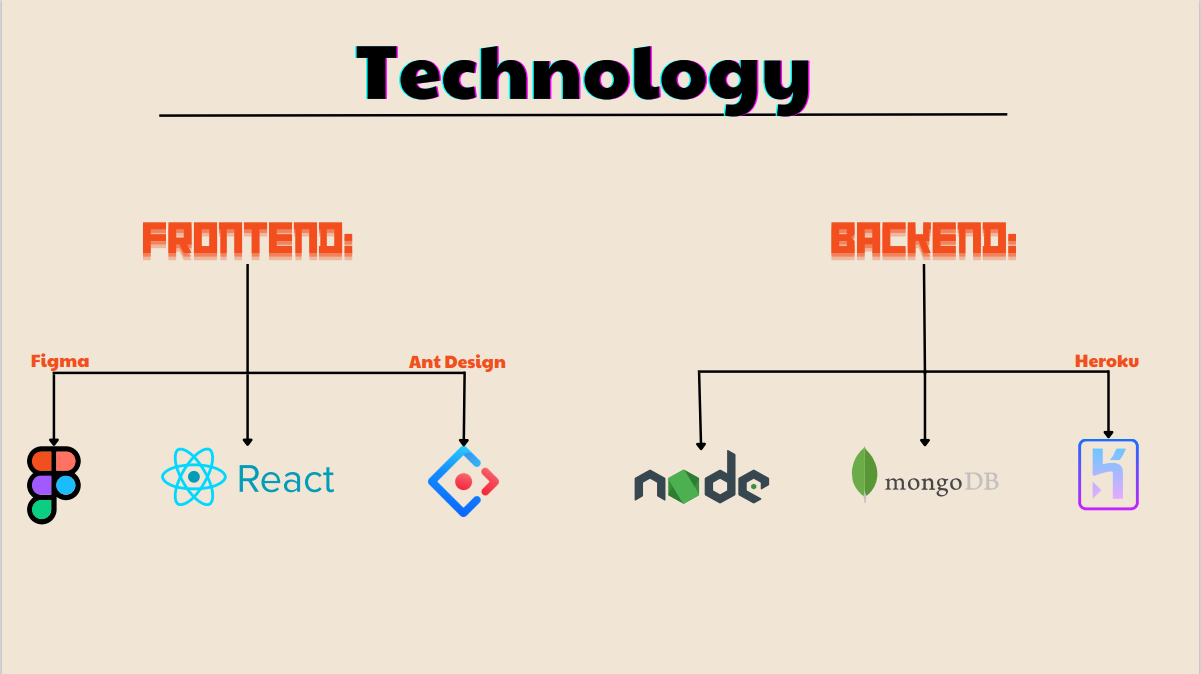 Technology
FRONTEND:
BACKEND:
Figma
Ant Design
Heroku
React
node
mongoDB